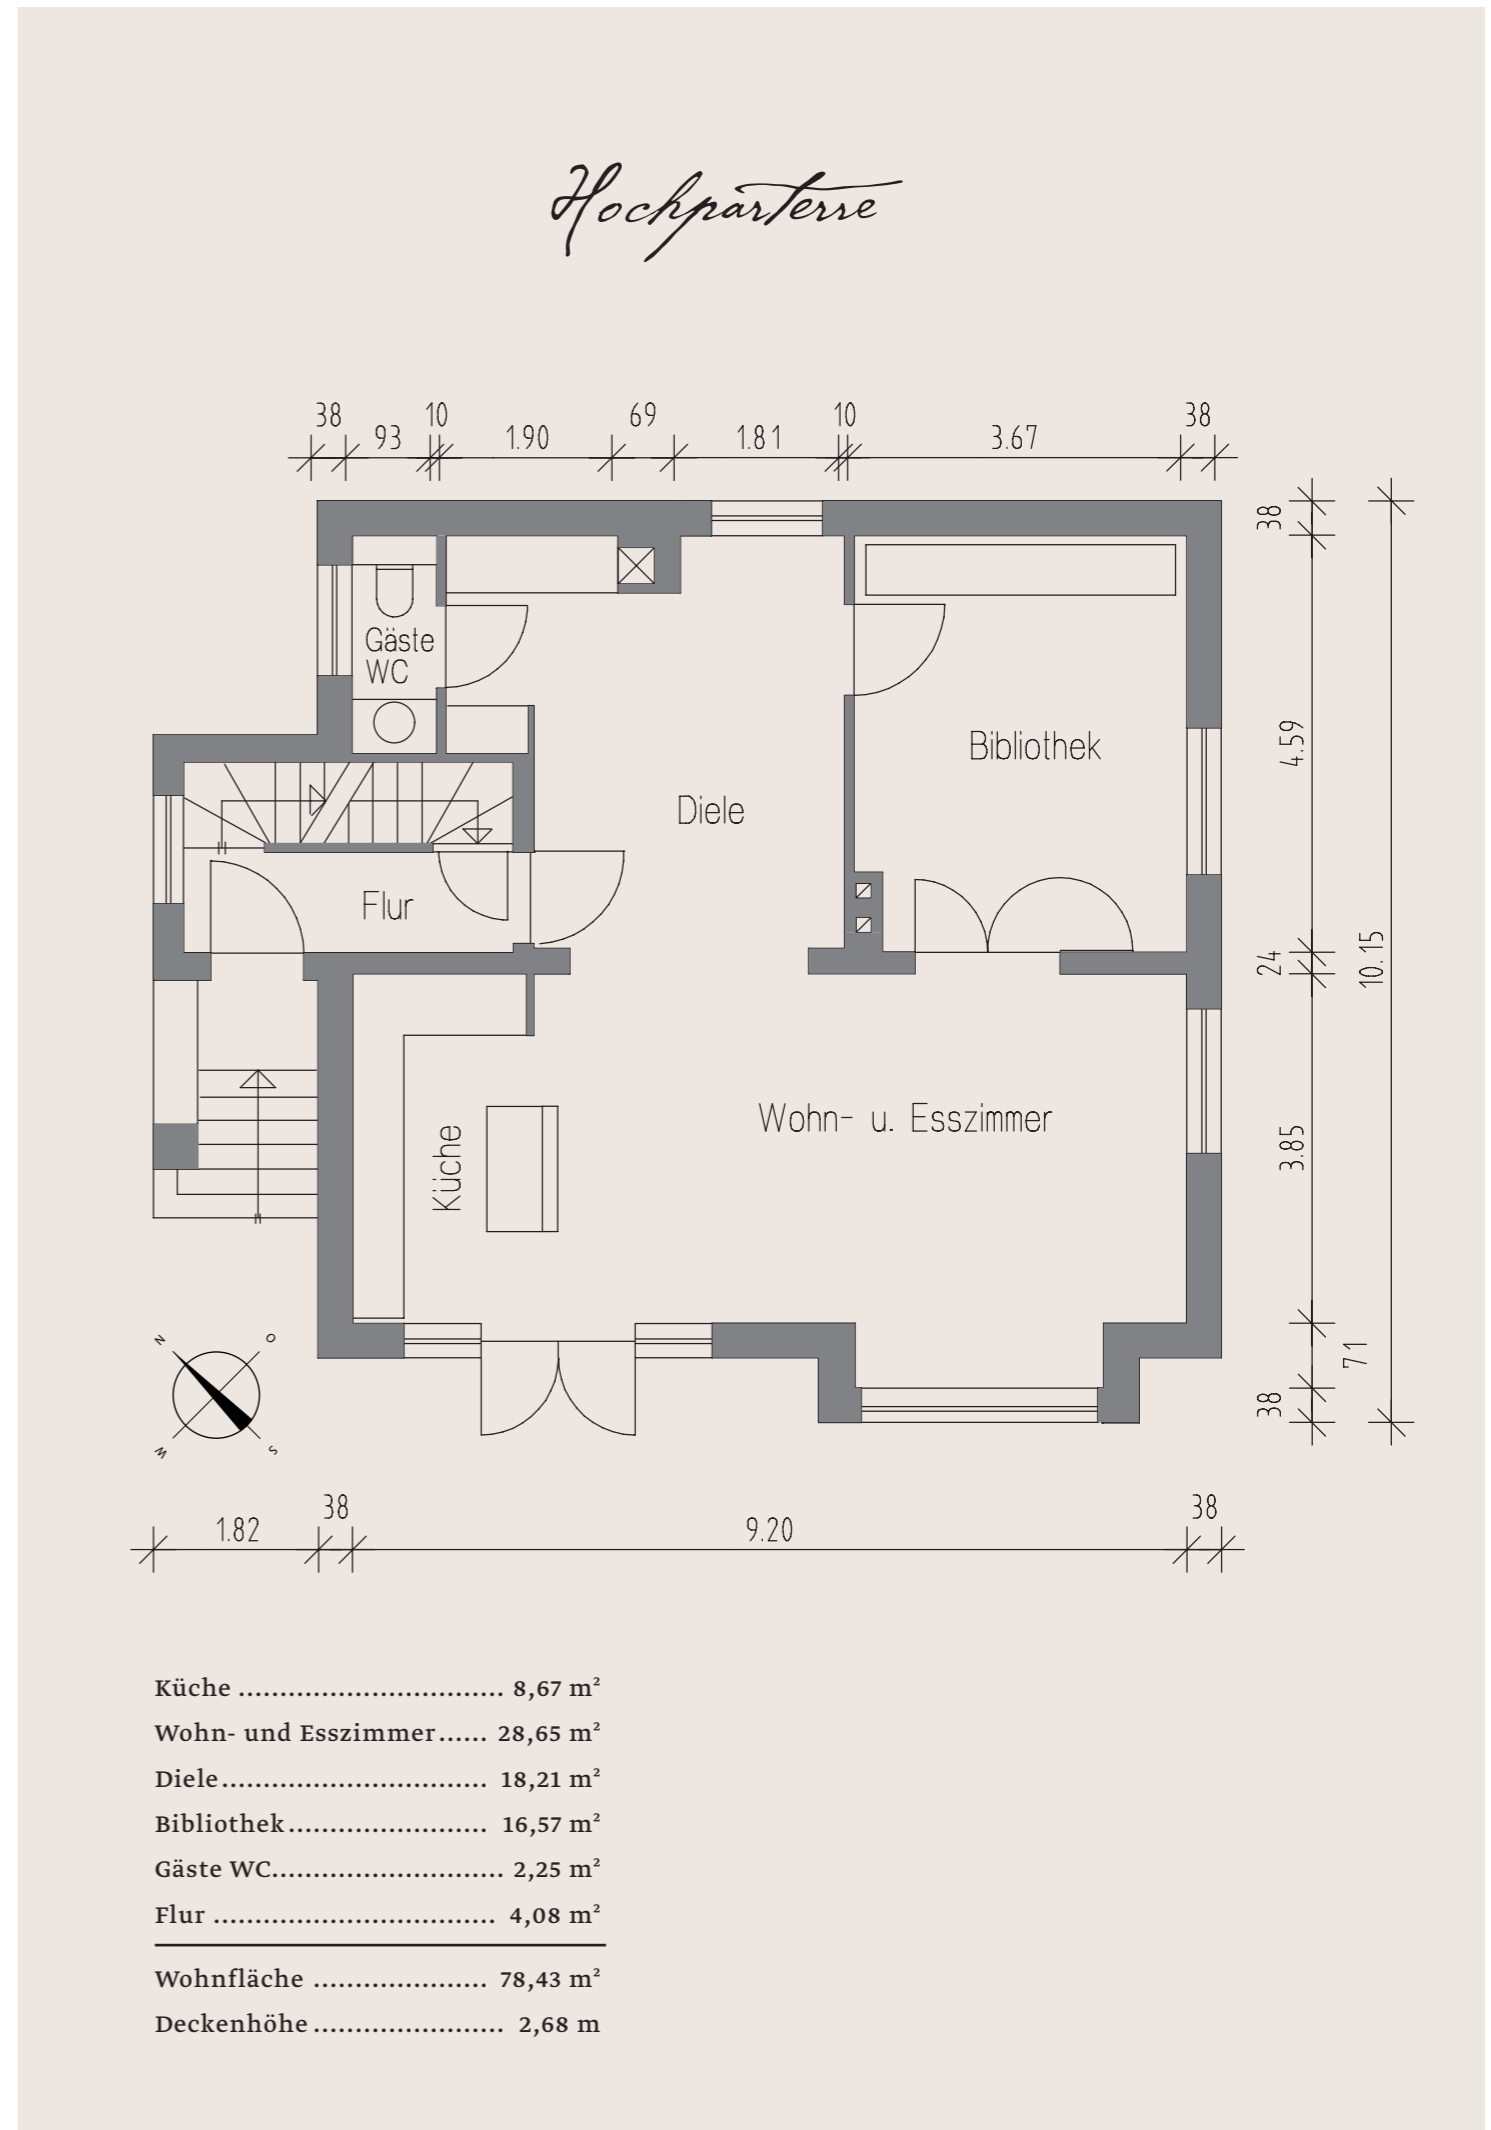 Hochparterre
38 10 69 10 38
93 1.90 1.81 3.67
38
Gäste
WC
4.59
Bibliothek
Diele
Flur
24
10.15
Wohn- u. Esszimmer
Küche
3.85
N O
71
W S
38
38 38
1.82 9.20
Küche ................................ 8,67 m²
Wohn- und Esszimmer...... 28,65 m²
Diele................................ 18,21 m²
Bibliothek........................ 16,57 m²
Gäste WC............................ 2,25 m²
Flur .................................. 4,08 m²
Wohnfläche ..................... 78,43 m²
Deckenhöhe....................... 2,68 m